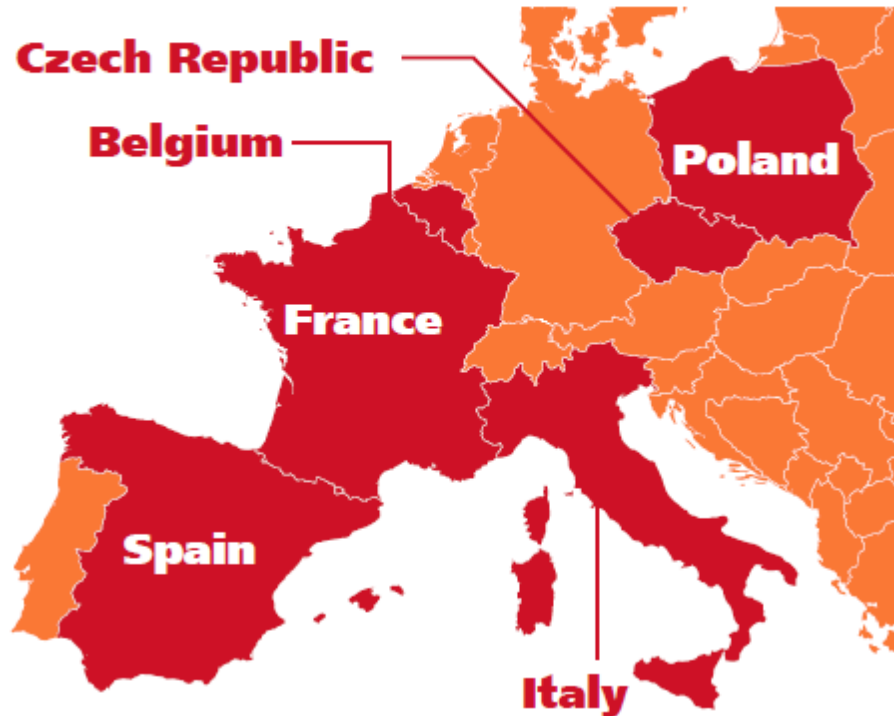 Czech Republic
Belgium
Poland
France
Spain
Italy